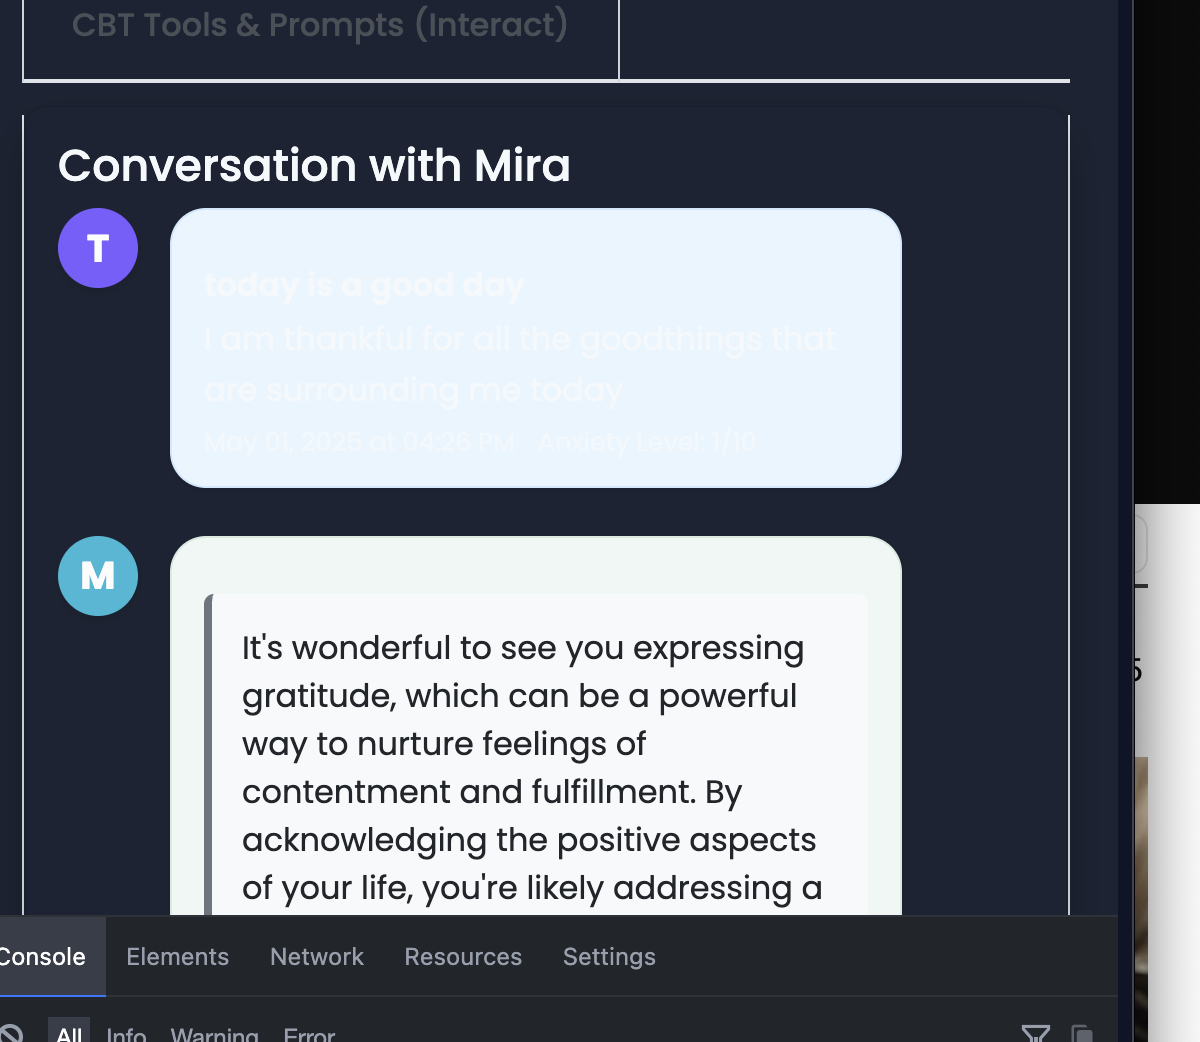 CBT Tools & Prompts (Interact)
Conversation with Mira
T
today is a good day
I am thankful for all the goodthings that
are surrounding me today
May 01, 2025 at 04:26 PM Anxiety Level: 1/10
M
It's wonderful to see you expressing
gratitude, which can be a powerful
way to nurture feelings of
contentment and fulfillment. By
acknowledging the positive aspects
of your life, you're likely addressing a
5
Console Elements Network Resources Settings
All Info Warning Error